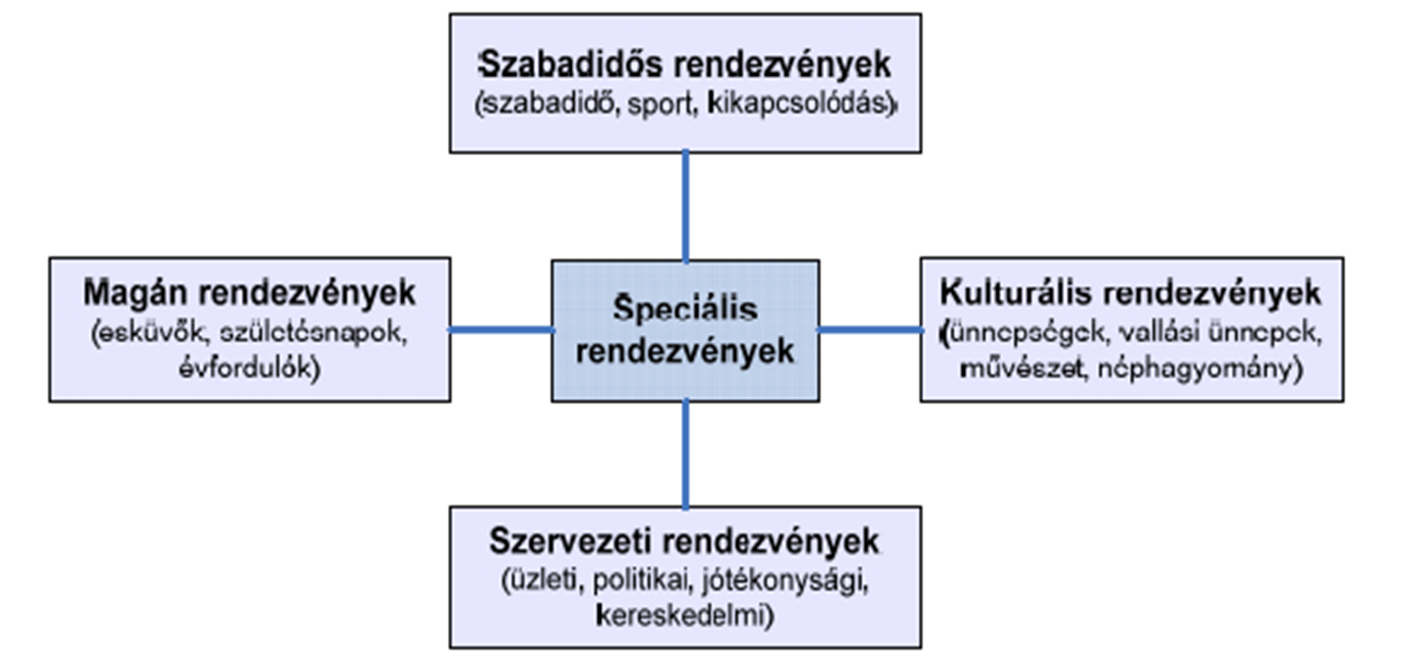 Szabadidős rendezvények
(szabadidő, sport, kikapcsolódás)
Magán rendezvények
(esküvők, születésnapok,
évfordulók)
Speciális
rendezvények
Kulturális rendezvények
(ünnepségek, vallási ünnepek,
művészet, néphagyomány)
Szervezeti rendezvények
(üzleti, politikai, jótékonysági,
kereskedelmi)